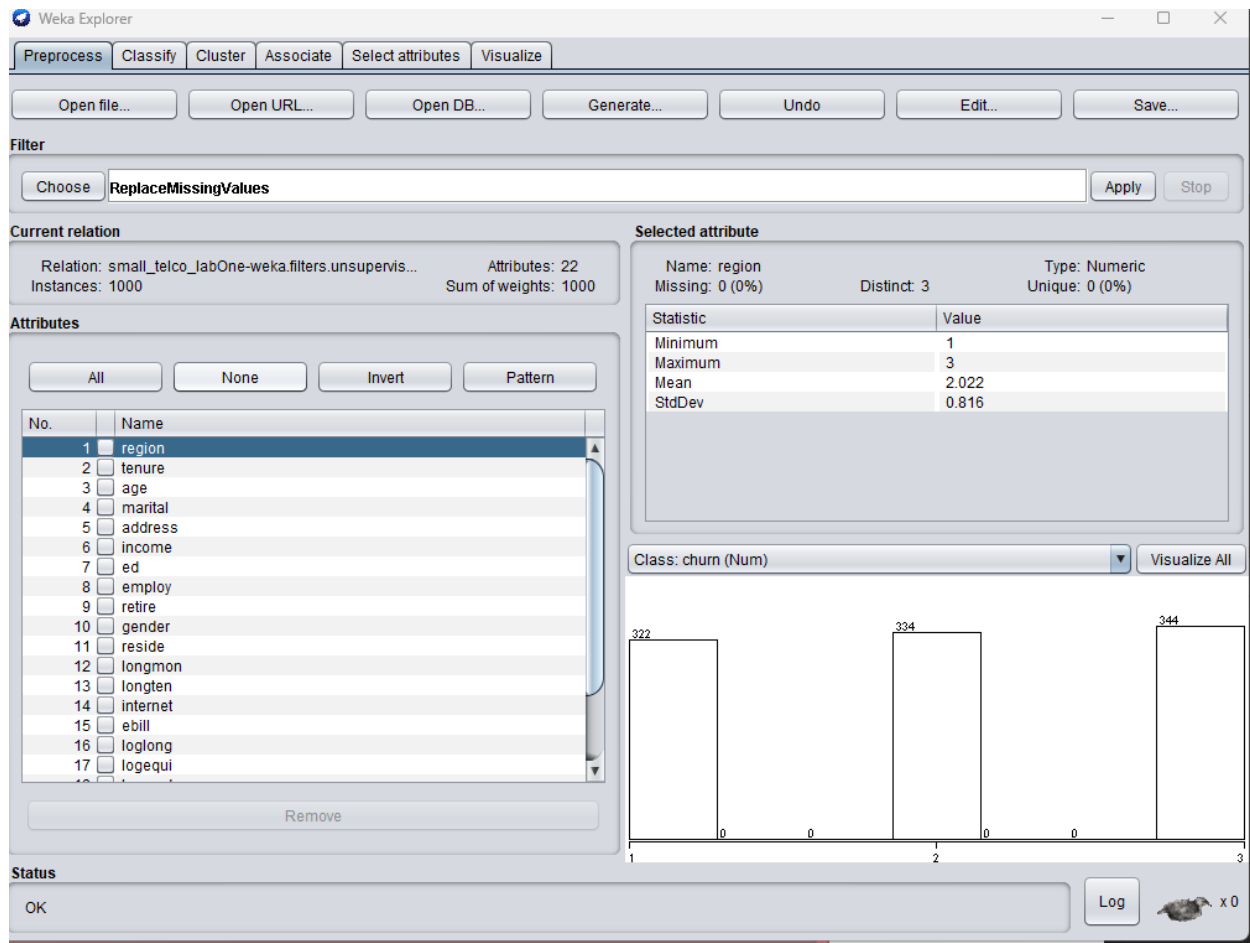 Weka Explorer
Preprocess Classify Cluster Associate Select attributes Visualize
Open file... Open URL... Open DB... Generate... Undo Edit... Save...
Filter
Choose ReplaceMissingValues Apply Stop
Current relation
Relation: small_telco_labOne-weka.filters.unsupervis... Attributes: 22
Instances: 1000 Sum of weights: 1000
Attributes
All None Invert Pattern
No. Name
1 region
2 tenure
3 age
4 marital
5 address
6 income
7 ed
8 employ
9 retire
10 gender
11 reside
12 longmon
13 longten
14 internet
15 ebill
16 loglong
17 logequi
Remove
Selected attribute
Name: region Type: Numeric
Missing: 0 (0%) Distinct: 3 Unique: 0 (0%)
Statistic Value
Minimum 1
Maximum 3
Mean 2.022
StdDev 0.816
Class: churn (Num) Visualize All
322 334 344
0 0 0 0
1 2 3
Status
OK Log x 0